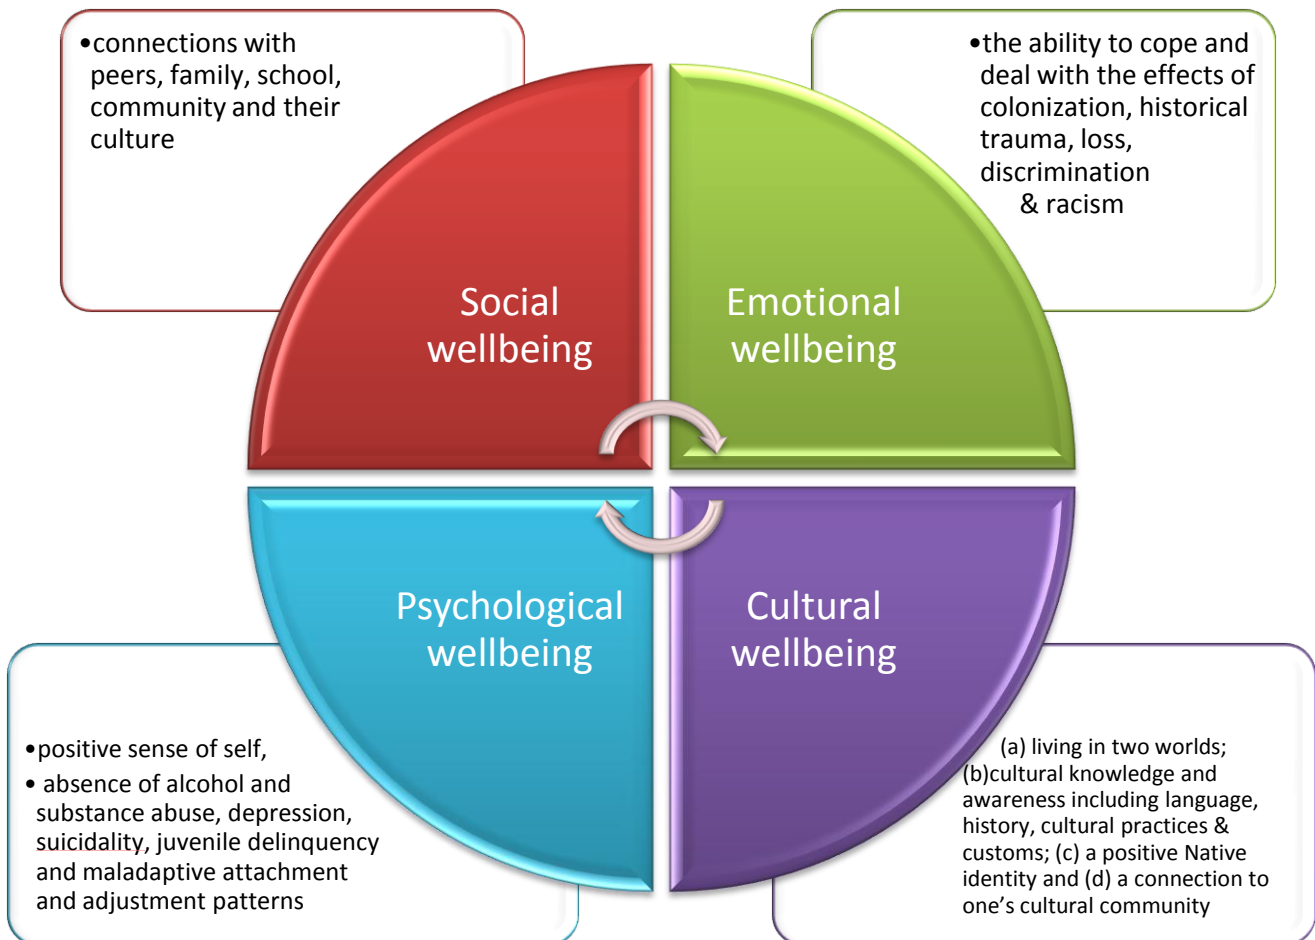 •connections with
peers, family, school,
community and their
culture
•the ability to cope and
deal with the effects of
colonization, historical
trauma, loss,
discrimination
& racism
Social
wellbeing
Emotional
wellbeing
Psychological
wellbeing
Cultural
wellbeing
•positive sense of self,
• absence of alcohol and
substance abuse, depression,
suicidality, juvenile delinquency
and maladaptive attachment
and adjustment patterns
(a) living in two worlds;
(b)cultural knowledge and
awareness including language,
history, cultural practices &
customs; (c) a positive Native
identity and (d) a connection to
one’s cultural community